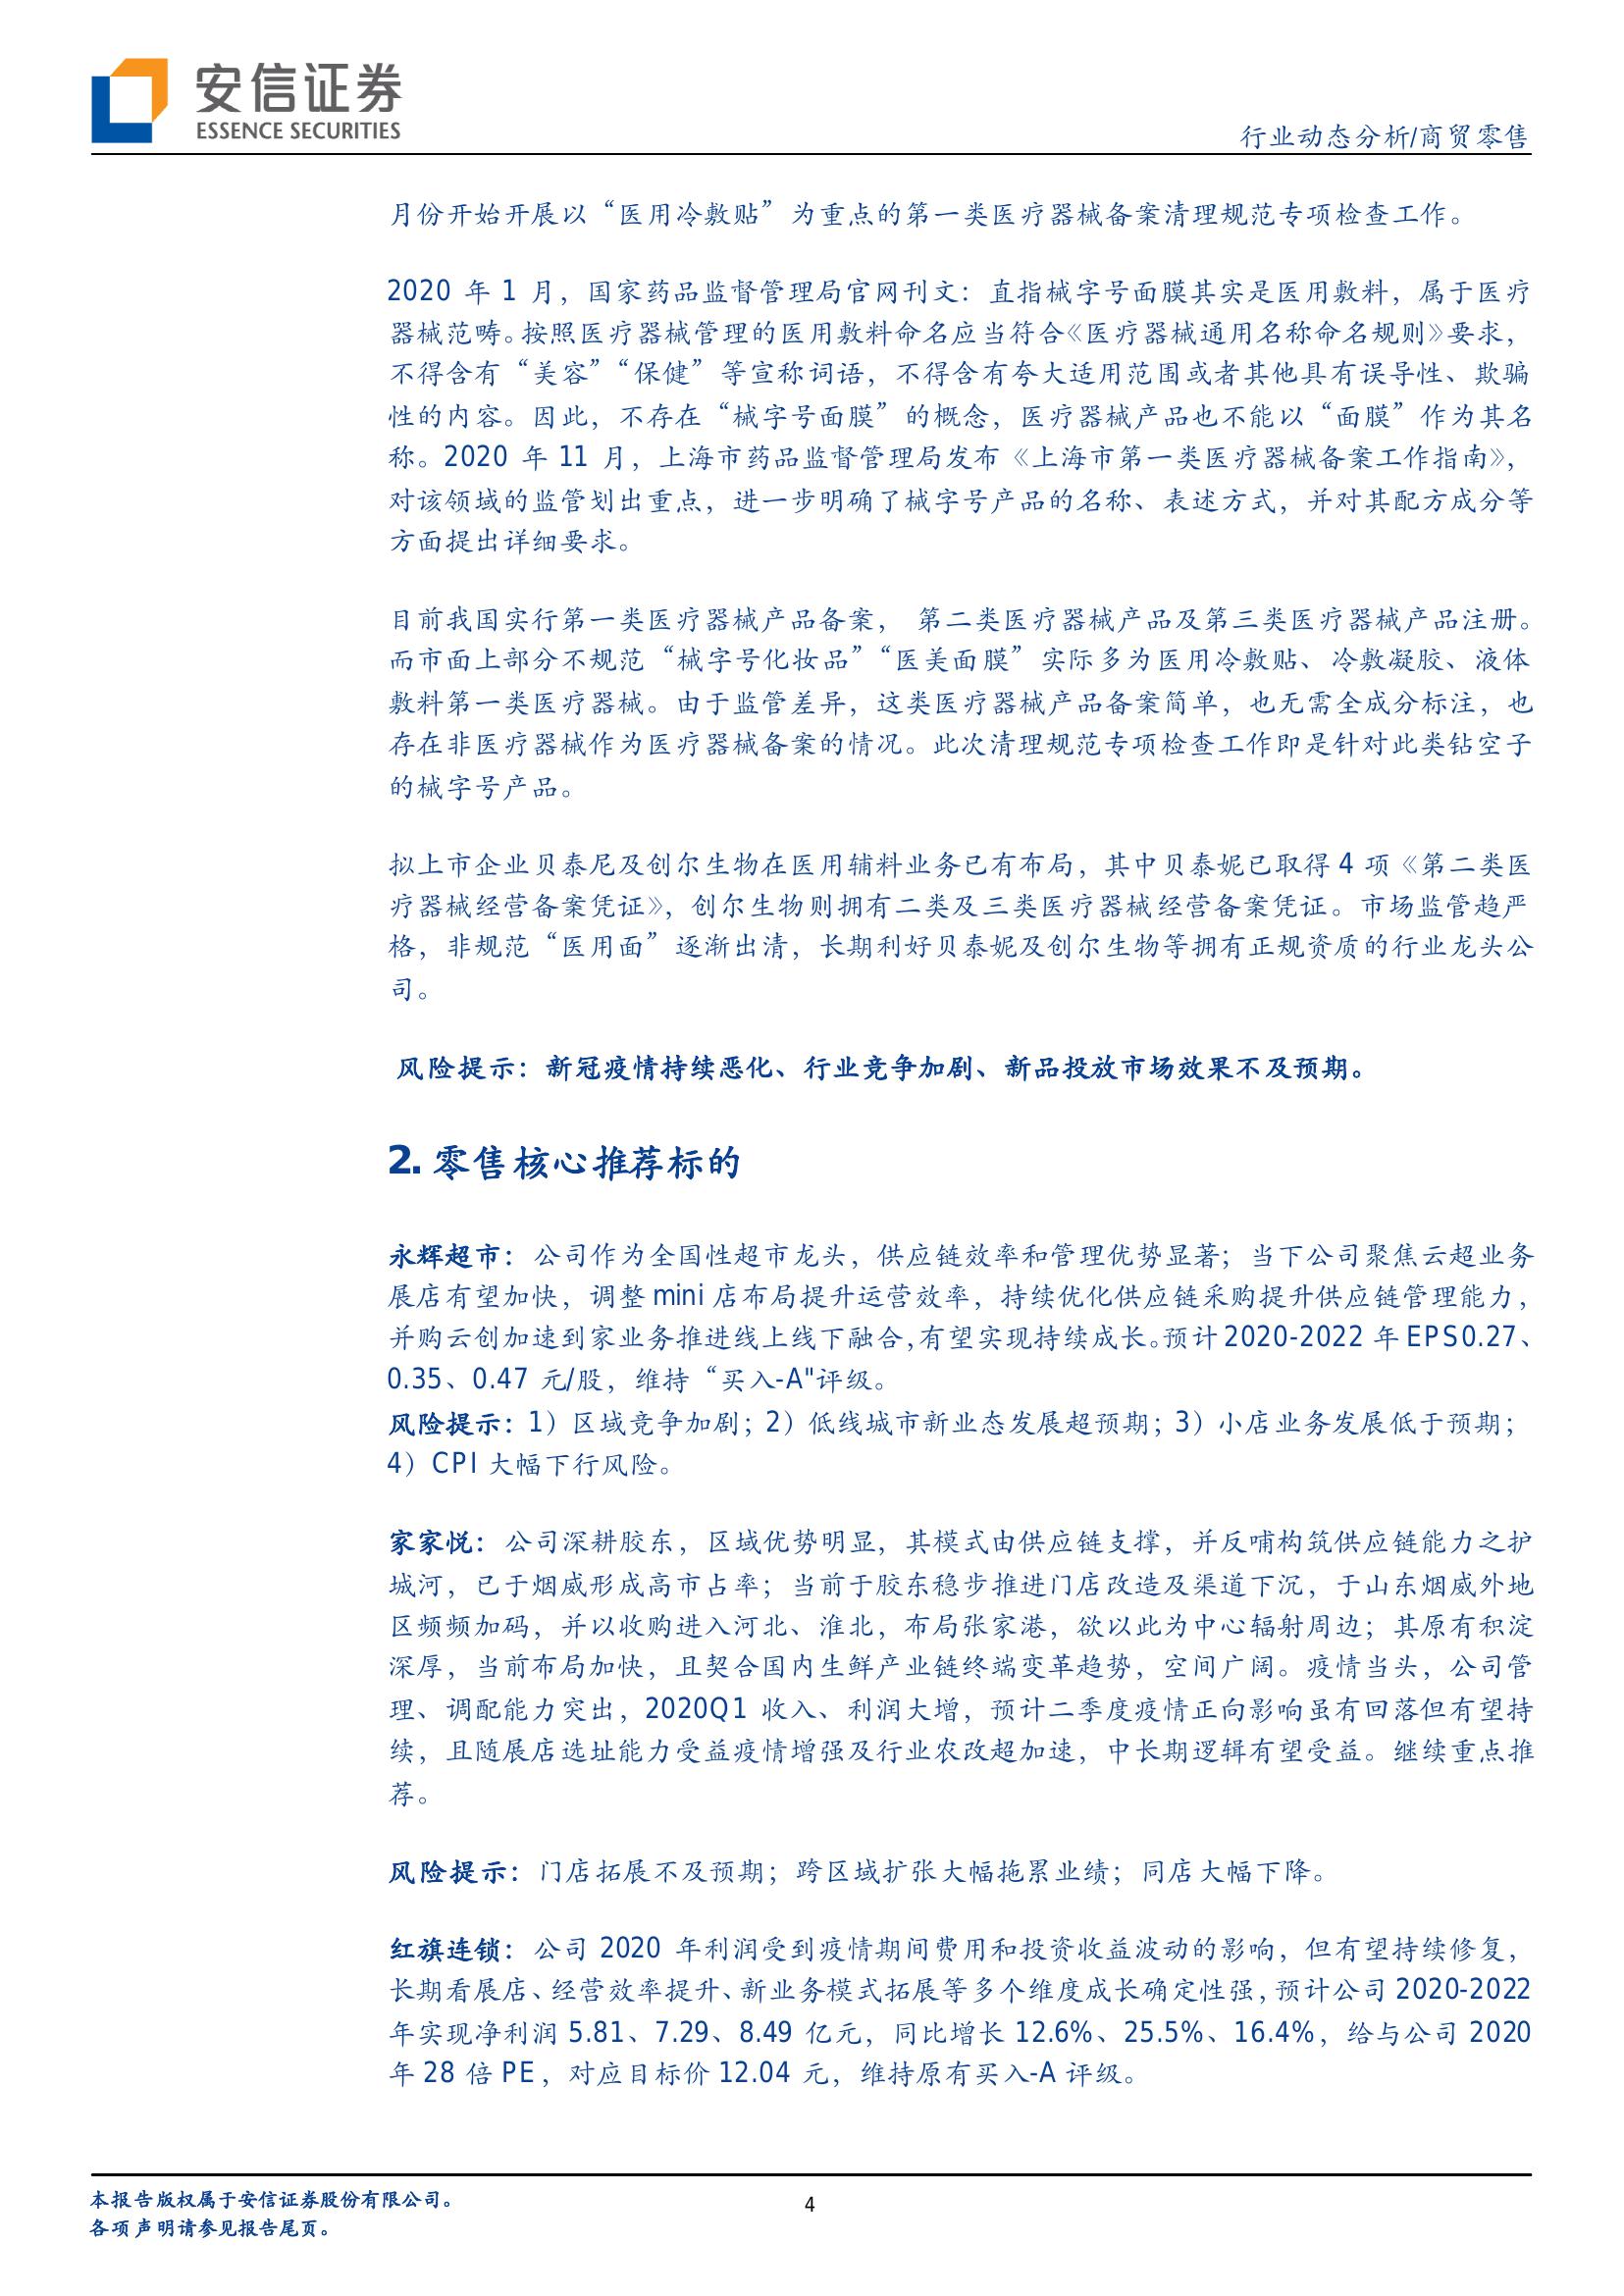 安信证券
ESSENCE SECURITIES
行业动态分析/商贸零售
月份开始开展以“医用冷敷贴”为重点的第一类医疗器械备案清理规范专项检查工作。
2020 年 1 月，国家药品监督管理局官网刊文：直指械字号面膜其实是医用敷料，属于医疗
器械范畴。按照医疗器械管理的医用敷料命名应当符合《医疗器械通用名称命名规则》要求，
不得含有“美容”“保健”等宣称词语，不得含有夸大适用范围或者其他具有误导性、欺骗
性的内容。因此，不存在“械字号面膜”的概念，医疗器械产品也不能以“面膜”作为其名
称。2020 年 11 月，上海市药品监督管理局发布《上海市第一类医疗器械备案工作指南》，
对该领域的监管划出重点，进一步明确了械字号产品的名称、表述方式，并对其配方成分等
方面提出详细要求。
目前我国实行第一类医疗器械产品备案， 第二类医疗器械产品及第三类医疗器械产品注册。
而市面上部分不规范“械字号化妆品”“医美面膜”实际多为医用冷敷贴、冷敷凝胶、液体
敷料第一类医疗器械。由于监管差异，这类医疗器械产品备案简单，也无需全成分标注，也
存在非医疗器械作为医疗器械备案的情况。此次清理规范专项检查工作即是针对此类钻空子
的械字号产品。
拟上市企业贝泰尼及创尔生物在医用辅料业务已有布局，其中贝泰妮已取得 4 项《第二类医
疗器械经营备案凭证》，创尔生物则拥有二类及三类医疗器械经营备案凭证。市场监管趋严
格，非规范“医用面”逐渐出清，长期利好贝泰妮及创尔生物等拥有正规资质的行业龙头公
司。
风险提示：新冠疫情持续恶化、行业竞争加剧、新品投放市场效果不及预期。
2. 零售核心推荐标的
永辉超市：公司作为全国性超市龙头，供应链效率和管理优势显著；当下公司聚焦云超业务
展店有望加快，调整 mini 店布局提升运营效率，持续优化供应链采购提升供应链管理能力，
并购云创加速到家业务推进线上线下融合，有望实现持续成长。预计 2020-2022 年 EPS0.27、
0.35、0.47 元/股，维持“买入-A"评级。
风险提示：1）区域竞争加剧；2）低线城市新业态发展超预期；3）小店业务发展低于预期；
4）CPI 大幅下行风险。
家家悦：公司深耕胶东，区域优势明显，其模式由供应链支撑，并反哺构筑供应链能力之护
城河，已于烟威形成高市占率；当前于胶东稳步推进门店改造及渠道下沉，于山东烟威外地
区频频加码，并以收购进入河北、淮北，布局张家港，欲以此为中心辐射周边；其原有积淀
深厚，当前布局加快，且契合国内生鲜产业链终端变革趋势，空间广阔。疫情当头，公司管
理、调配能力突出，2020Q1 收入、利润大增，预计二季度疫情正向影响虽有回落但有望持
续，且随展店选址能力受益疫情增强及行业农改超加速，中长期逻辑有望受益。继续重点推
荐。
风险提示：门店拓展不及预期；跨区域扩张大幅拖累业绩；同店大幅下降。
红旗连锁：公司 2020 年利润受到疫情期间费用和投资收益波动的影响，但有望持续修复，
长期看展店、经营效率提升、新业务模式拓展等多个维度成长确定性强，预计公司 2020-2022
年实现净利润 5.81、7.29、8.49 亿元，同比增长 12.6%、25.5%、16.4%，给与公司 2020
年 28 倍 PE，对应目标价 12.04 元，维持原有买入-A 评级。
本报告版权属于安信证券股份有限公司。
各项声明请参见报告尾页。
4